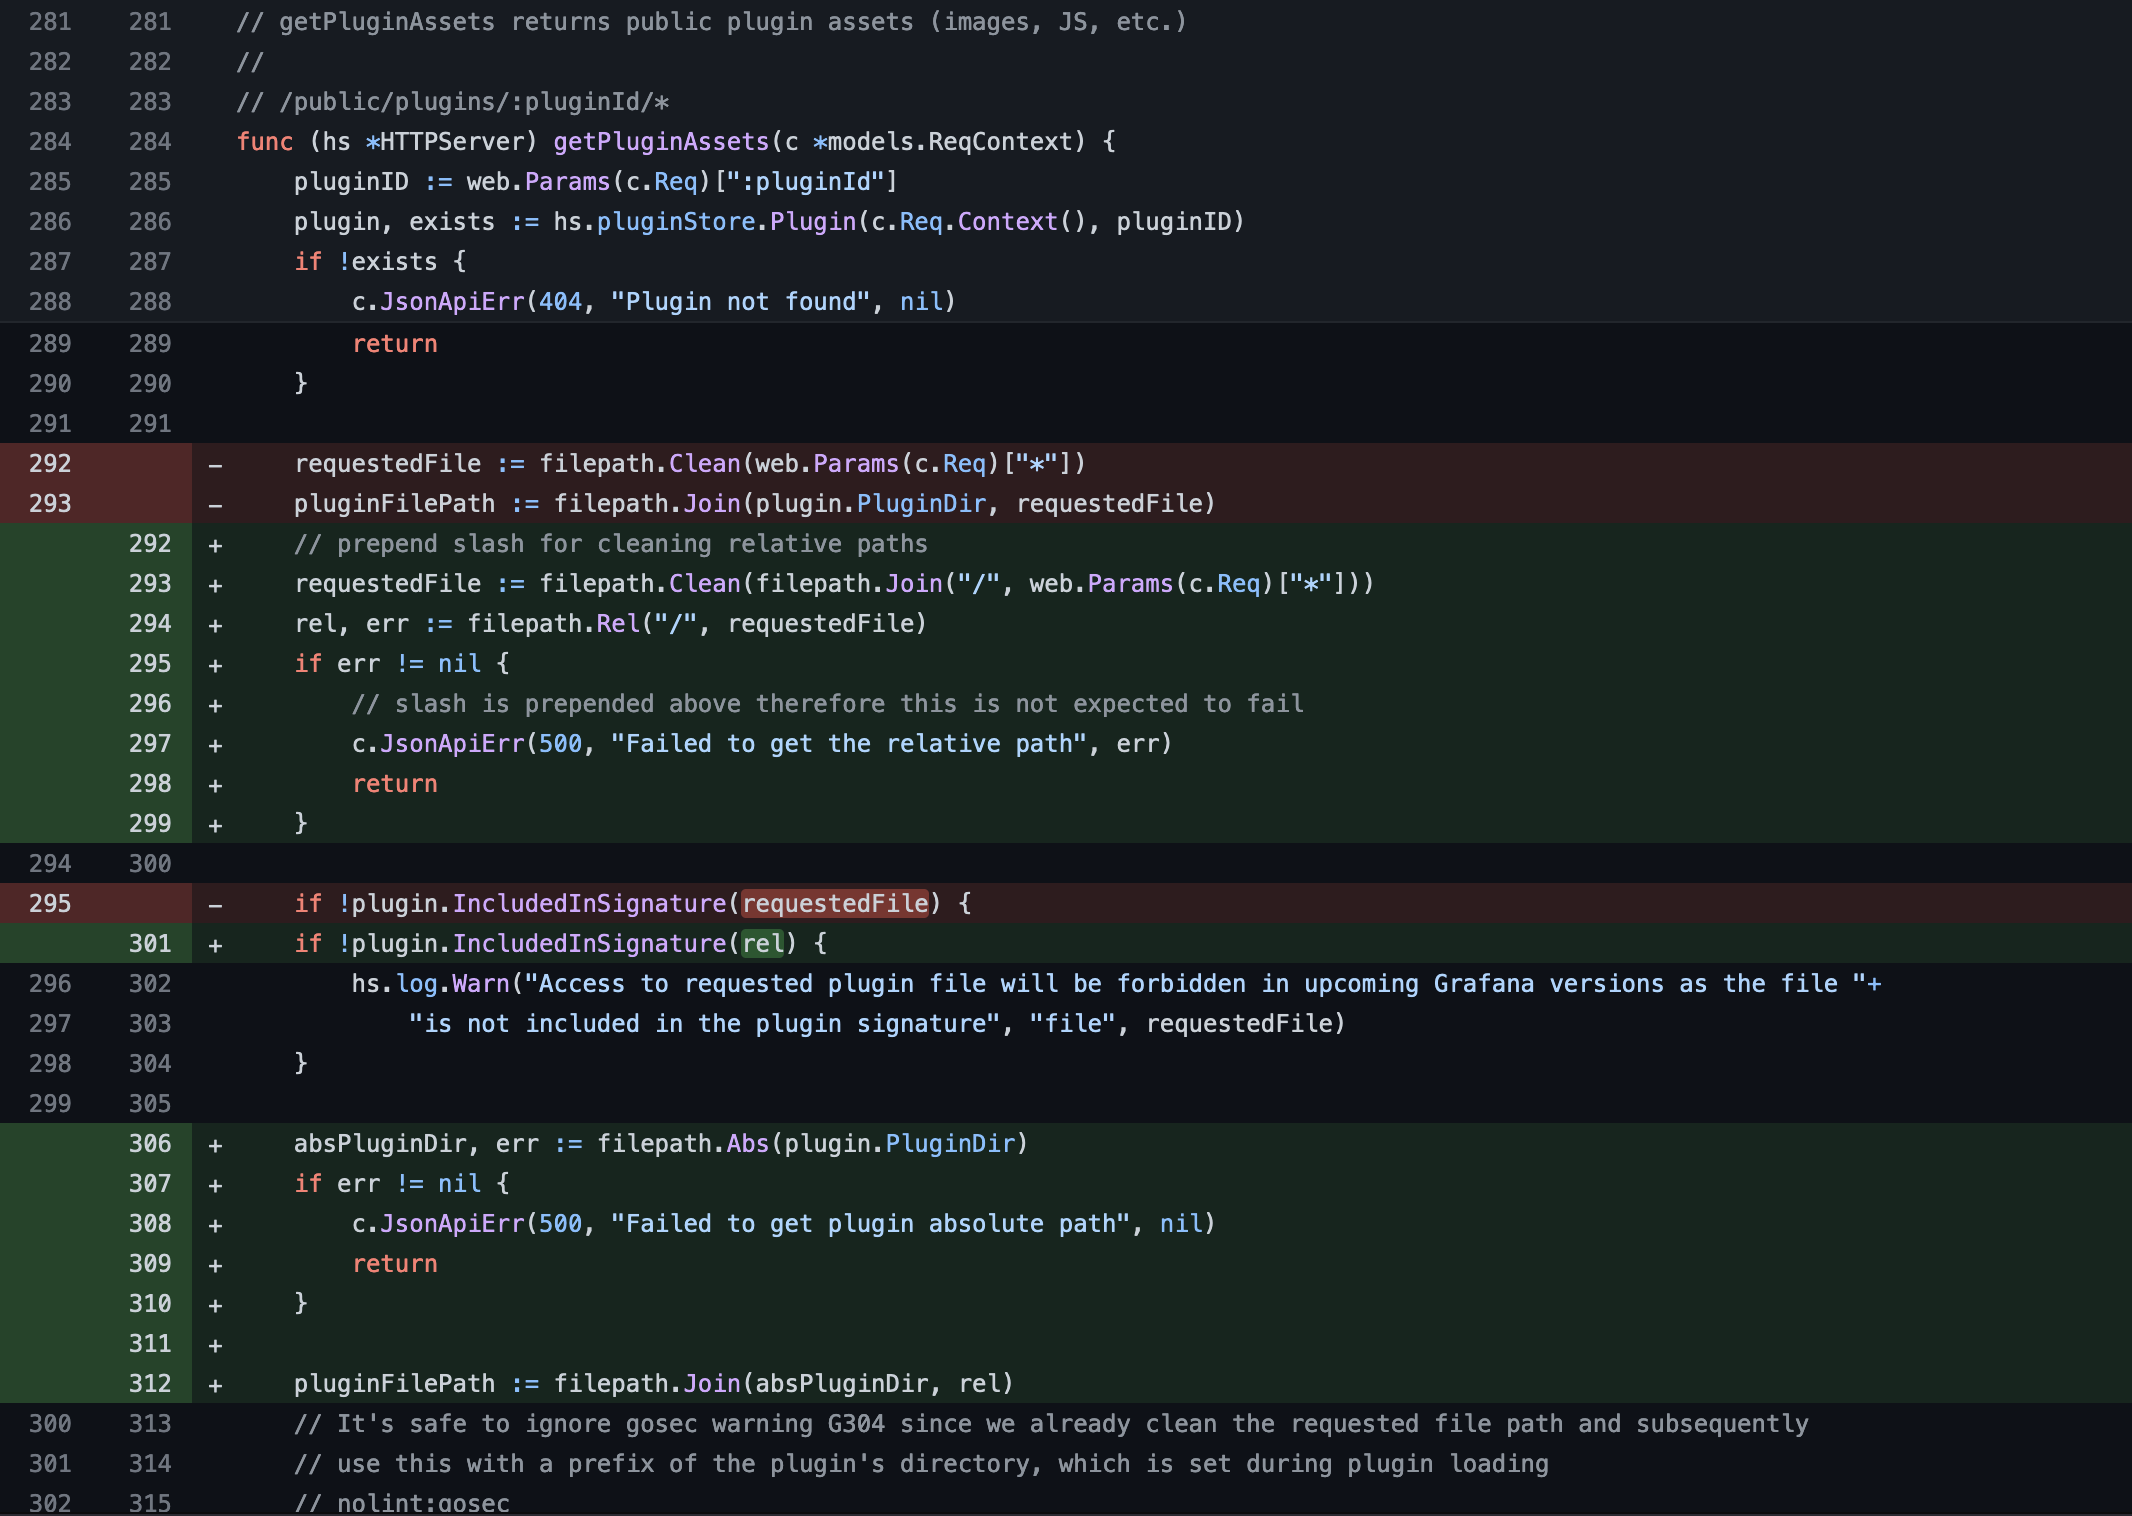 281 281 // getPluginAssets returns public plugin assets (images, JS, etc.)
282 282 //
283 283 // /public/plugins/:pluginId/*
284 284 func (hs *HTTPServer) getPluginAssets(c *models.ReqContext) {
285 285 pluginID := web.Params(c.Req)[":pluginId"]
286 286 plugin, exists := hs.pluginStore.Plugin(c.Req.Context(), pluginID)
287 287 if !exists {
288 288 c.JsonApiErr(404, "Plugin not found", nil)
289 289 return
290 290 }
291 291
292 - requestedFile := filepath.Clean(web.Params(c.Req)["*"])
293 - pluginFilePath := filepath.Join(plugin.PluginDir, requestedFile)
292 + // prepend slash for cleaning relative paths
293 + requestedFile := filepath.Clean(filepath.Join("/", web.Params(c.Req)["*"]))
294 + rel, err := filepath.Rel("/", requestedFile)
295 + if err != nil {
296 + // slash is prepended above therefore this is not expected to fail
297 + c.JsonApiErr(500, "Failed to get the relative path", err)
298 + return
299 + }
294 300
295 - if !plugin.IncludedInSignature(requestedFile) {
301 + if !plugin.IncludedInSignature(rel) {
296 302 hs.log.Warn("Access to requested plugin file will be forbidden in upcoming Grafana versions as the file "+
297 303 "is not included in the plugin signature", "file", requestedFile)
298 304 }
299 305
306 + absPluginDir, err := filepath.Abs(plugin.PluginDir)
307 + if err != nil {
308 + c.JsonApiErr(500, "Failed to get plugin absolute path", nil)
309 + return
310 + }
311 +
312 + pluginFilePath := filepath.Join(absPluginDir, rel)
300 313 // It's safe to ignore gosec warning G304 since we already clean the requested file path and subsequently
301 314 // use this with a prefix of the plugin's directory, which is set during plugin loading
302 315 // nolint:gosec